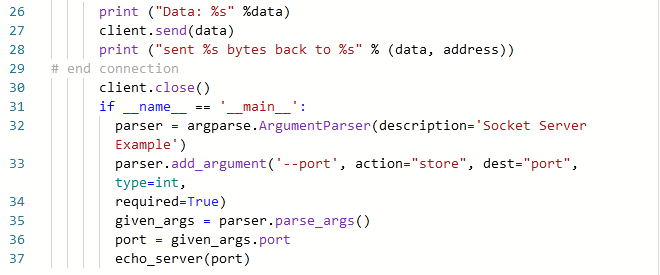 26 print ("Data: %s" %data)
27 client.send(data)
28 print ("sent %s bytes back to %s" % (data, address))
29 # end connection
30 client.close()
31 if __name__ == '__main__':
32 parser = argparse.ArgumentParser(description='Socket Server
Example')
33 parser.add_argument('--port', action="store", dest="port",
type=int,
34 required=True)
35 given_args = parser.parse_args()
36 port = given_args.port
37 echo_server(port)